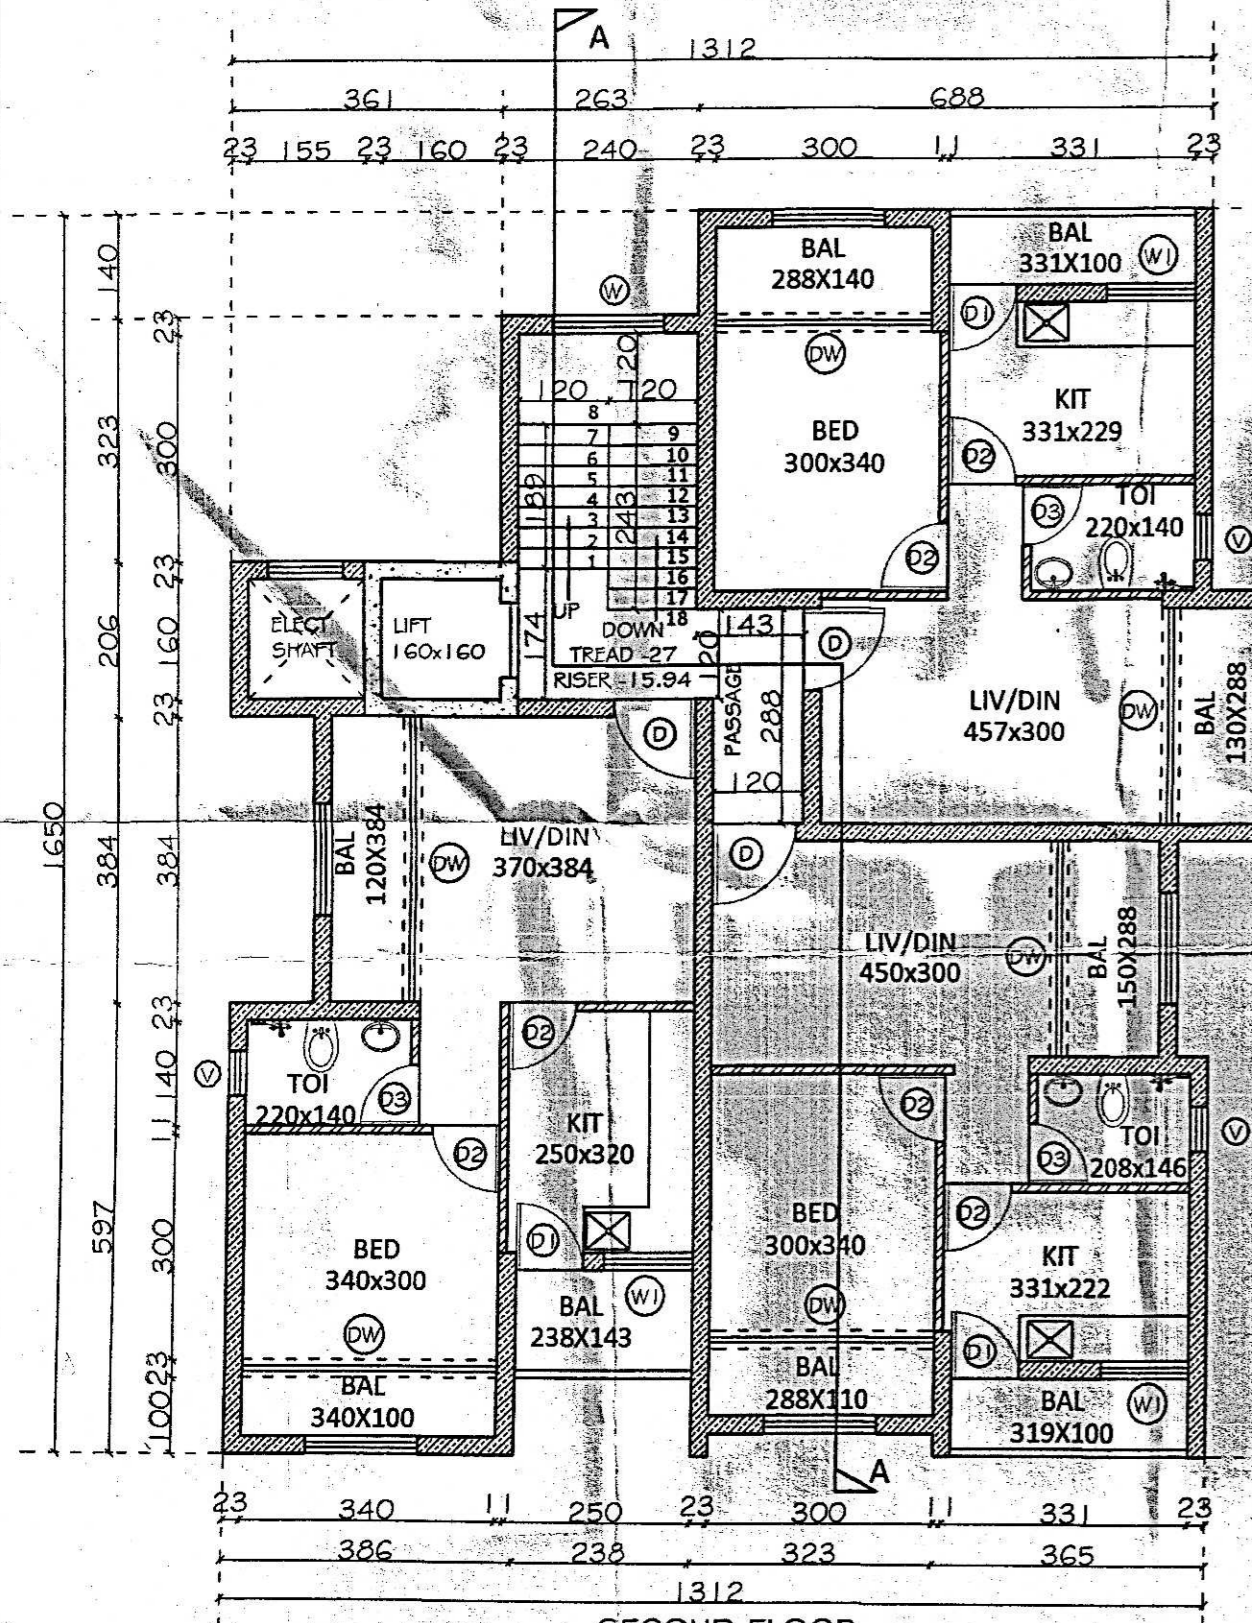 A
1312
361 263 688
23 155 23 160 23 240 23 300 11 331 23
140
23
323
300
23
206
160
23
1650
384
384
23
140
11
597
300
23
100
W
BAL
288X140
BAL
331X100
W1
D1
DW
120
120 120
8
7 9
6 10
5 11
4 12
3 13
2 14
1 15
16
17
18
189
243
BED
300x340
KIT
331x229
D2
D3
TOI
220x140
V
D2
ELECT
SHAFT
LIFT
160x160
174
UP
DOWN
TREAD -27
RISER -15.94
120
143
D
PASSAGE
288
120
LIV/DIN
457x300
DW
BAL
130X288
D
BAL
120X384
DW
LIV/DIN
370x384
D
LIV/DIN
450x300
DW
BAL
150X288
V
TOI
220x140
D3
D2
D2
KIT
250x320
D1
BED
340x300
DW
BAL
340X100
BAL
238X143
W1
D2
D3
TOI
208x146
V
D2
BED
300x340
DW
KIT
331x222
D1
BAL
288X110
BAL
319X100
W1
A
23 340 11 250 23 300 11 331 23
386 238 323 365
1312
SECOND FLOOR